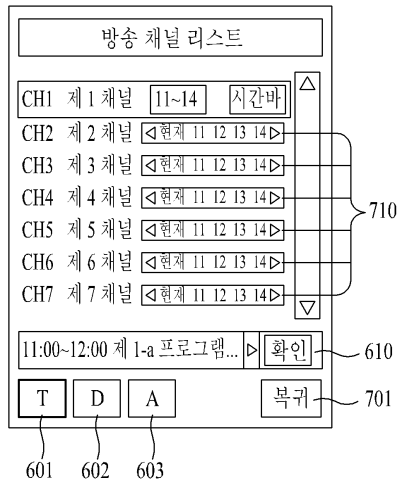 방송 채널 리스트
CH1 제 1 채널 11~14 시간바
CH2 제 2 채널 ◁현재 11 12 13 14▷
CH3 제 3 채널 ◁현재 11 12 13 14▷
CH4 제 4 채널 ◁현재 11 12 13 14▷
CH5 제 5 채널 ◁현재 11 12 13 14▷
CH6 제 6 채널 ◁현재 11 12 13 14▷
CH7 제 7 채널 ◁현재 11 12 13 14▷
710
11:00~12:00 제 1-a 프로그램... ▷ 확인 610
T D A 복귀 701
601 602 603